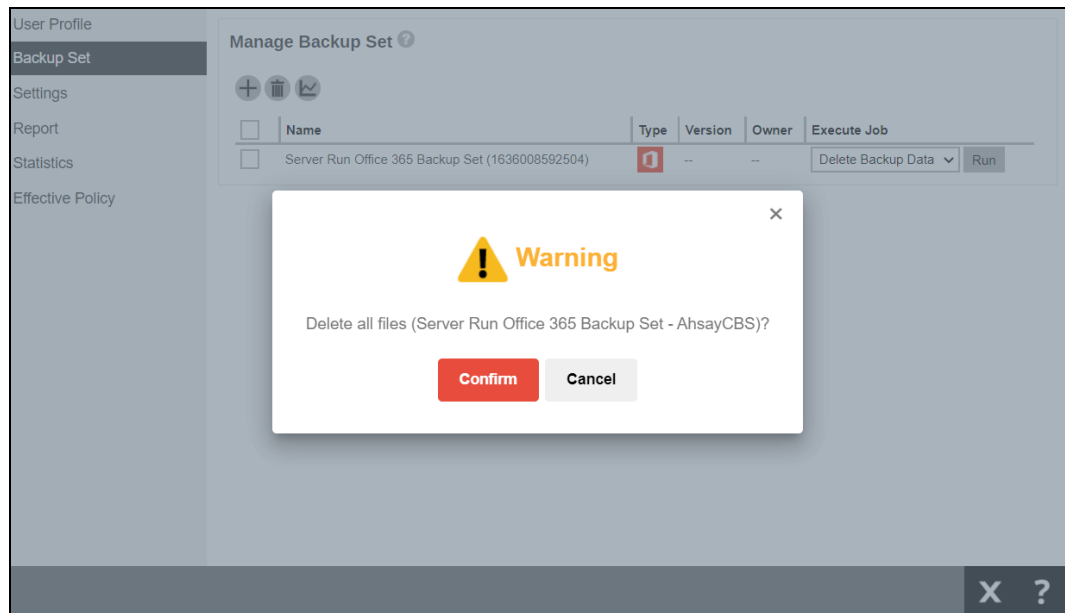 User Profile
Backup Set
Settings
Report
Statistics
Effective Policy
Manage Backup Set ?
Name Type Version Owner Execute Job
Server Run Office 365 Backup Set (1636008592504) -- -- Delete Backup Data Run
×
! Warning
Delete all files (Server Run Office 365 Backup Set - AhsayCBS)?
Confirm Cancel
X ?